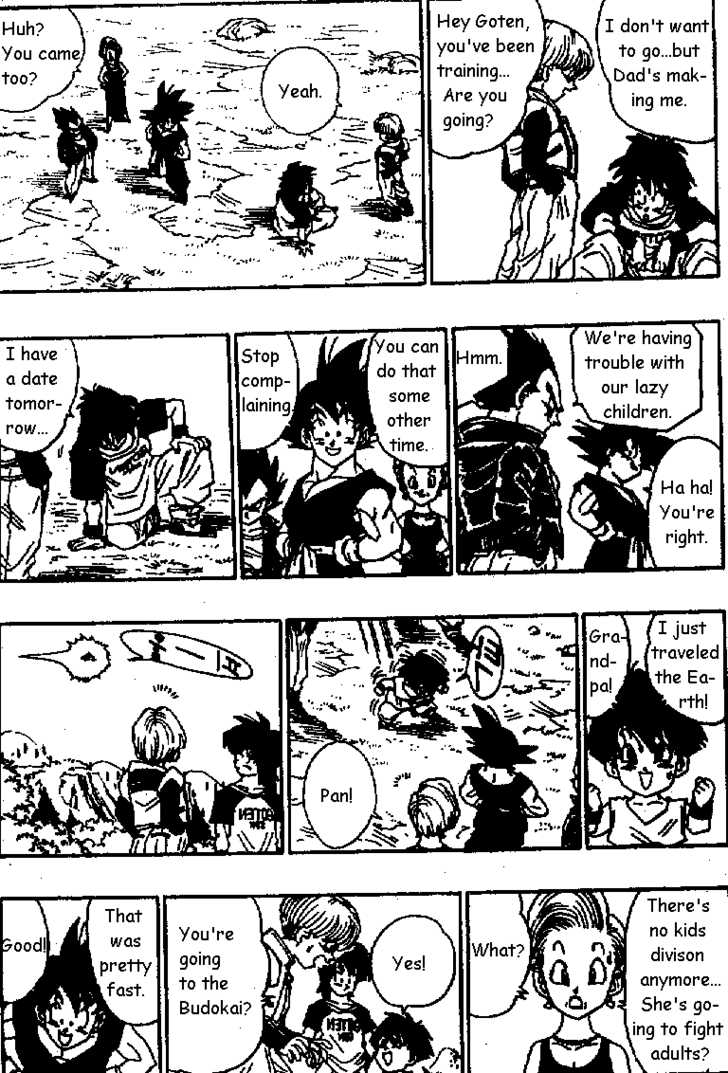 Huh?
You came
too?
Yeah.
Hey Goten,
you've been
training...
Are you
going?
I don't want
to go...but
Dad's mak-
ing me.
I have
a date
tomor-
row...
Stop
comp-
laining.
You can
do that
some
other
time.
Hmm.
We're having
trouble with
our lazy
children.
Ha ha!
You're
right.
Pan!
Gra-
nd-
pa!
I just
traveled
the Ea-
rth!
Good!
That
was
pretty
fast.
You're
going
to the
Budokai?
Yes!
What?
There's
no kids
divison
anymore...
She's go-
ing to fight
adults?